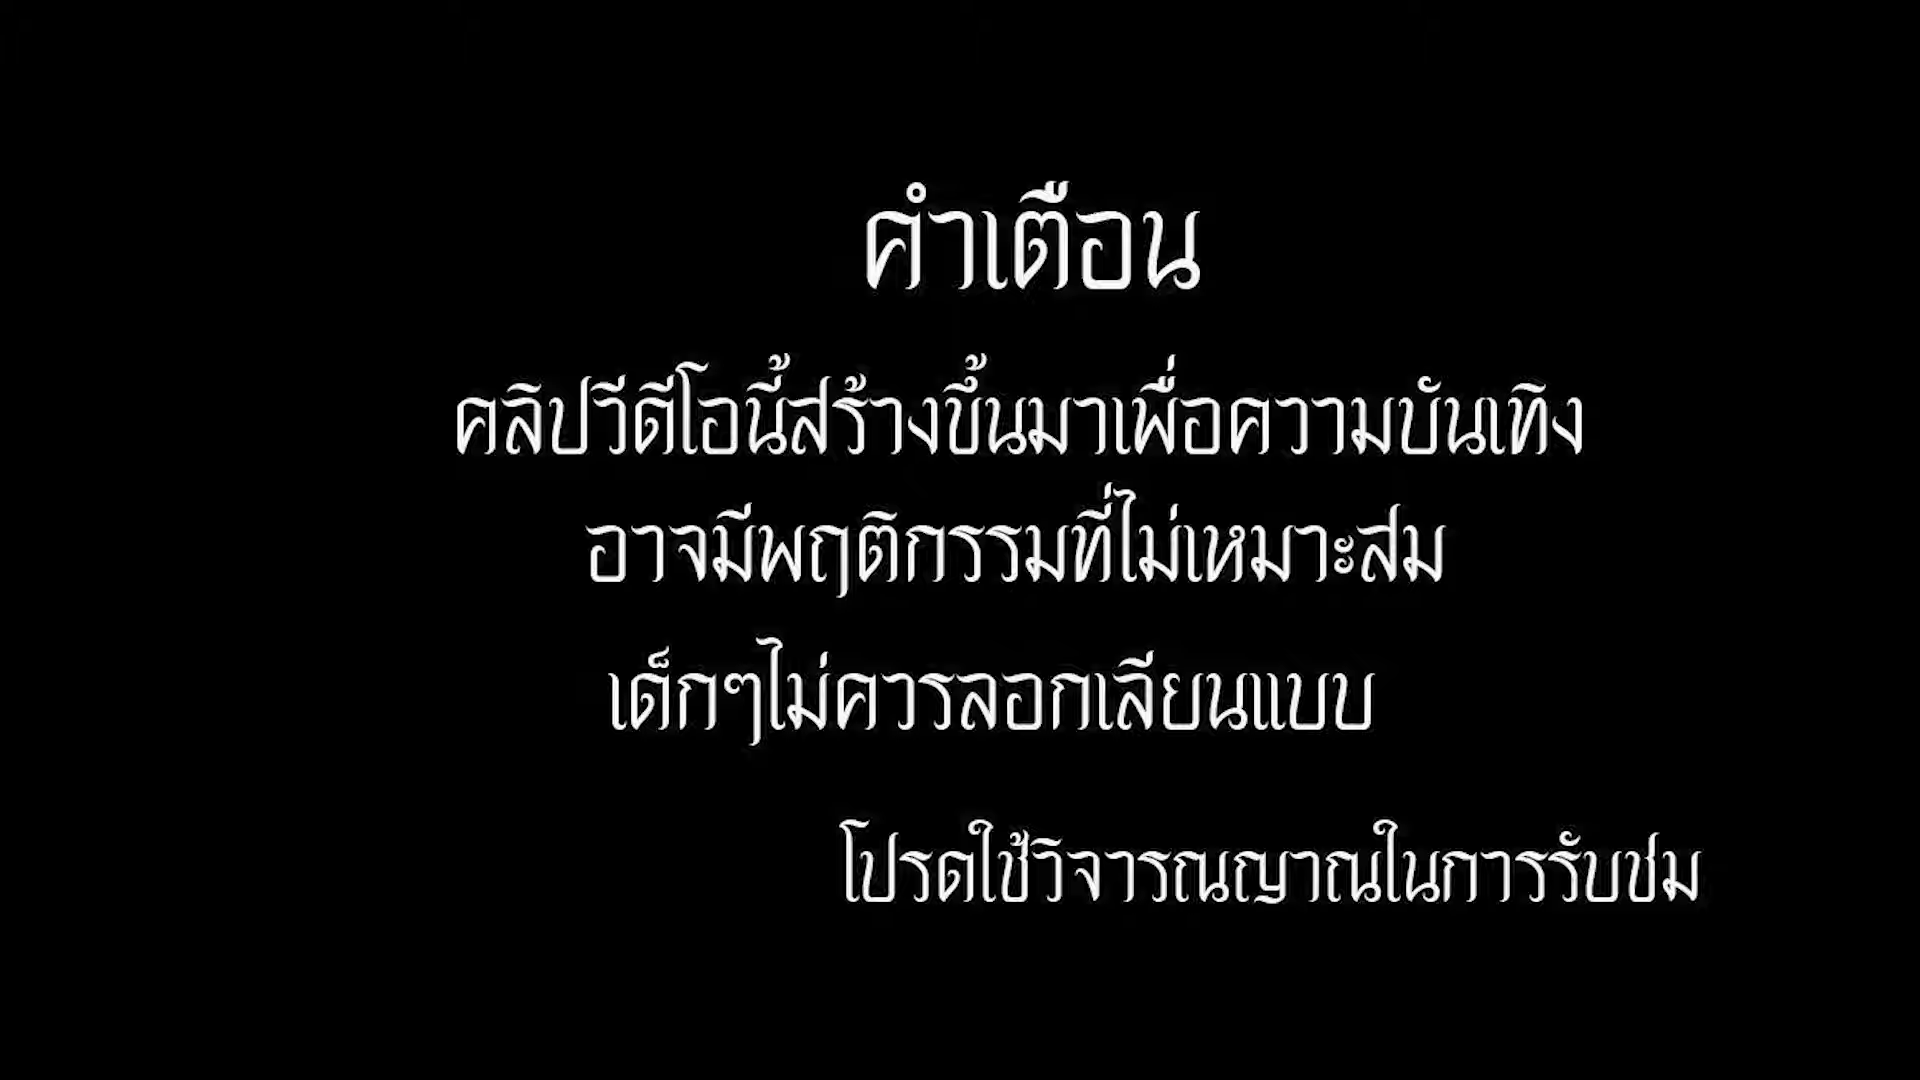 คำเตือน
คลิปวีดีโอนี้สร้างขึ้นมาเพื่อความบันเทิง
อาจมีพฤติกรรมที่ไม่เหมาะสม
เด็กๆไม่ควรลอกเลียนแบบ
โปรดใช้วิจารณญาณในการรับชม